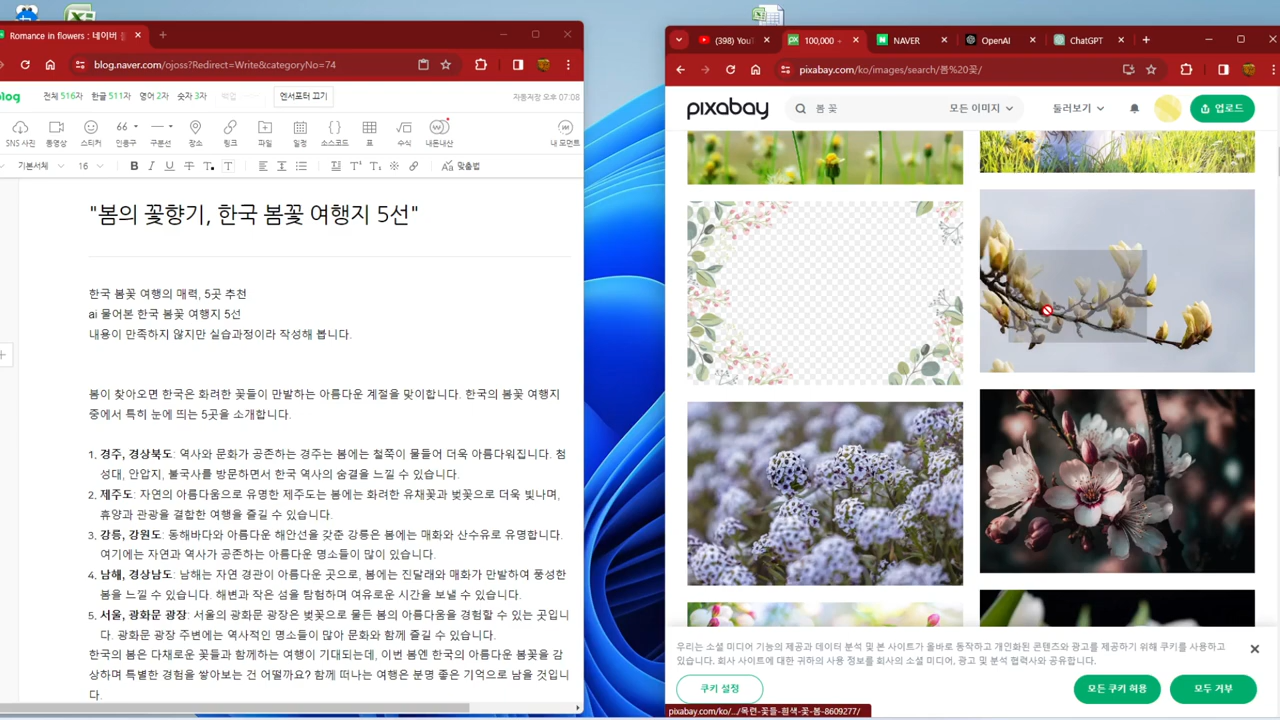 Romance in flowers : 네이버 블
blog.naver.com/ojoss?Redirect=Write&categoryNo=74
blog
전체 516자 한글 511자 영어 2자 숫자 3자
엔서포터 끄기
자동저장 오후 07:08
SNS 사진 동영상 스티커 인용구 구분선 장소 링크 파일 일정 소스코드 표 수식 내돈내산 내 모먼트
기본서체 16 맞춤법
"봄의 꽃향기, 한국 봄꽃 여행지 5선"
한국 봄꽃 여행의 매력, 5곳 추천
ai 물어본 한국 봄꽃 여행지 5선
내용이 만족하지 않지만 실습과정이라 작성해 봅니다.
봄이 찾아오면 한국은 화려한 꽃들이 만발하는 아름다운 계절을 맞이합니다. 한국의 봄꽃 여행지
중에서 특히 눈에 띄는 5곳을 소개합니다.
1. 경주, 경상북도: 역사와 문화가 공존하는 경주는 봄에는 철쭉이 물들어 더욱 아름다워집니다. 첨
성대, 안압지, 불국사를 방문하면서 한국 역사의 숨결을 느낄 수 있습니다.
2. 제주도: 자연의 아름다움으로 유명한 제주도는 봄에는 화려한 유채꽃과 벚꽃으로 더욱 빛나며,
휴양과 관광을 결합한 여행을 즐길 수 있습니다.
3. 강릉, 강원도: 동해바다와 아름다운 해안선을 갖춘 강릉은 봄에는 매화와 산수유로 유명합니다.
여기에는 자연과 역사가 공존하는 아름다운 명소들이 많이 있습니다.
4. 남해, 경상남도: 남해는 자연 경관이 아름다운 곳으로, 봄에는 진달래와 매화가 만발하여 풍성한
봄을 느낄 수 있습니다. 해변과 작은 섬을 탐험하며 여유로운 시간을 보낼 수 있습니다.
5. 서울, 광화문 광장: 서울의 광화문 광장은 벚꽃으로 물든 봄의 아름다움을 경험할 수 있는 곳입니
다. 광화문 광장 주변에는 역사적인 명소들이 많아 문화와 함께 즐길 수 있습니다.
한국의 봄은 다채로운 꽃들과 함께하는 여행이 기대되는데, 이번 봄엔 한국의 아름다운 봄꽃을 감
상하며 특별한 경험을 쌓아보는 건 어떨까요? 함께 떠나는 여행은 분명 좋은 기억으로 남을 것입니
다.
(398) YouT 100,000+ NAVER OpenAI ChatGPT
pixabay.com/ko/images/search/봄%20꽃/
pixabay 봄 꽃 모든 이미지 둘러보기 업로드
우리는 소셜 미디어 기능의 제공과 데이터 분석 및 본 사이트가 올바로 동작하고 개인화된 콘텐츠와 광고를 제공하기 위해 쿠키를 사용하고
있습니다. 회사 사이트에 대한 귀하의 사용 정보를 회사의 소셜 미디어, 광고 및 분석 협력사와 공유합니다.
쿠키 설정 모든 쿠키 허용 모두 거부
pixabay.com/ko/.../목련-꽃들-흰색-꽃-봄-8609277/